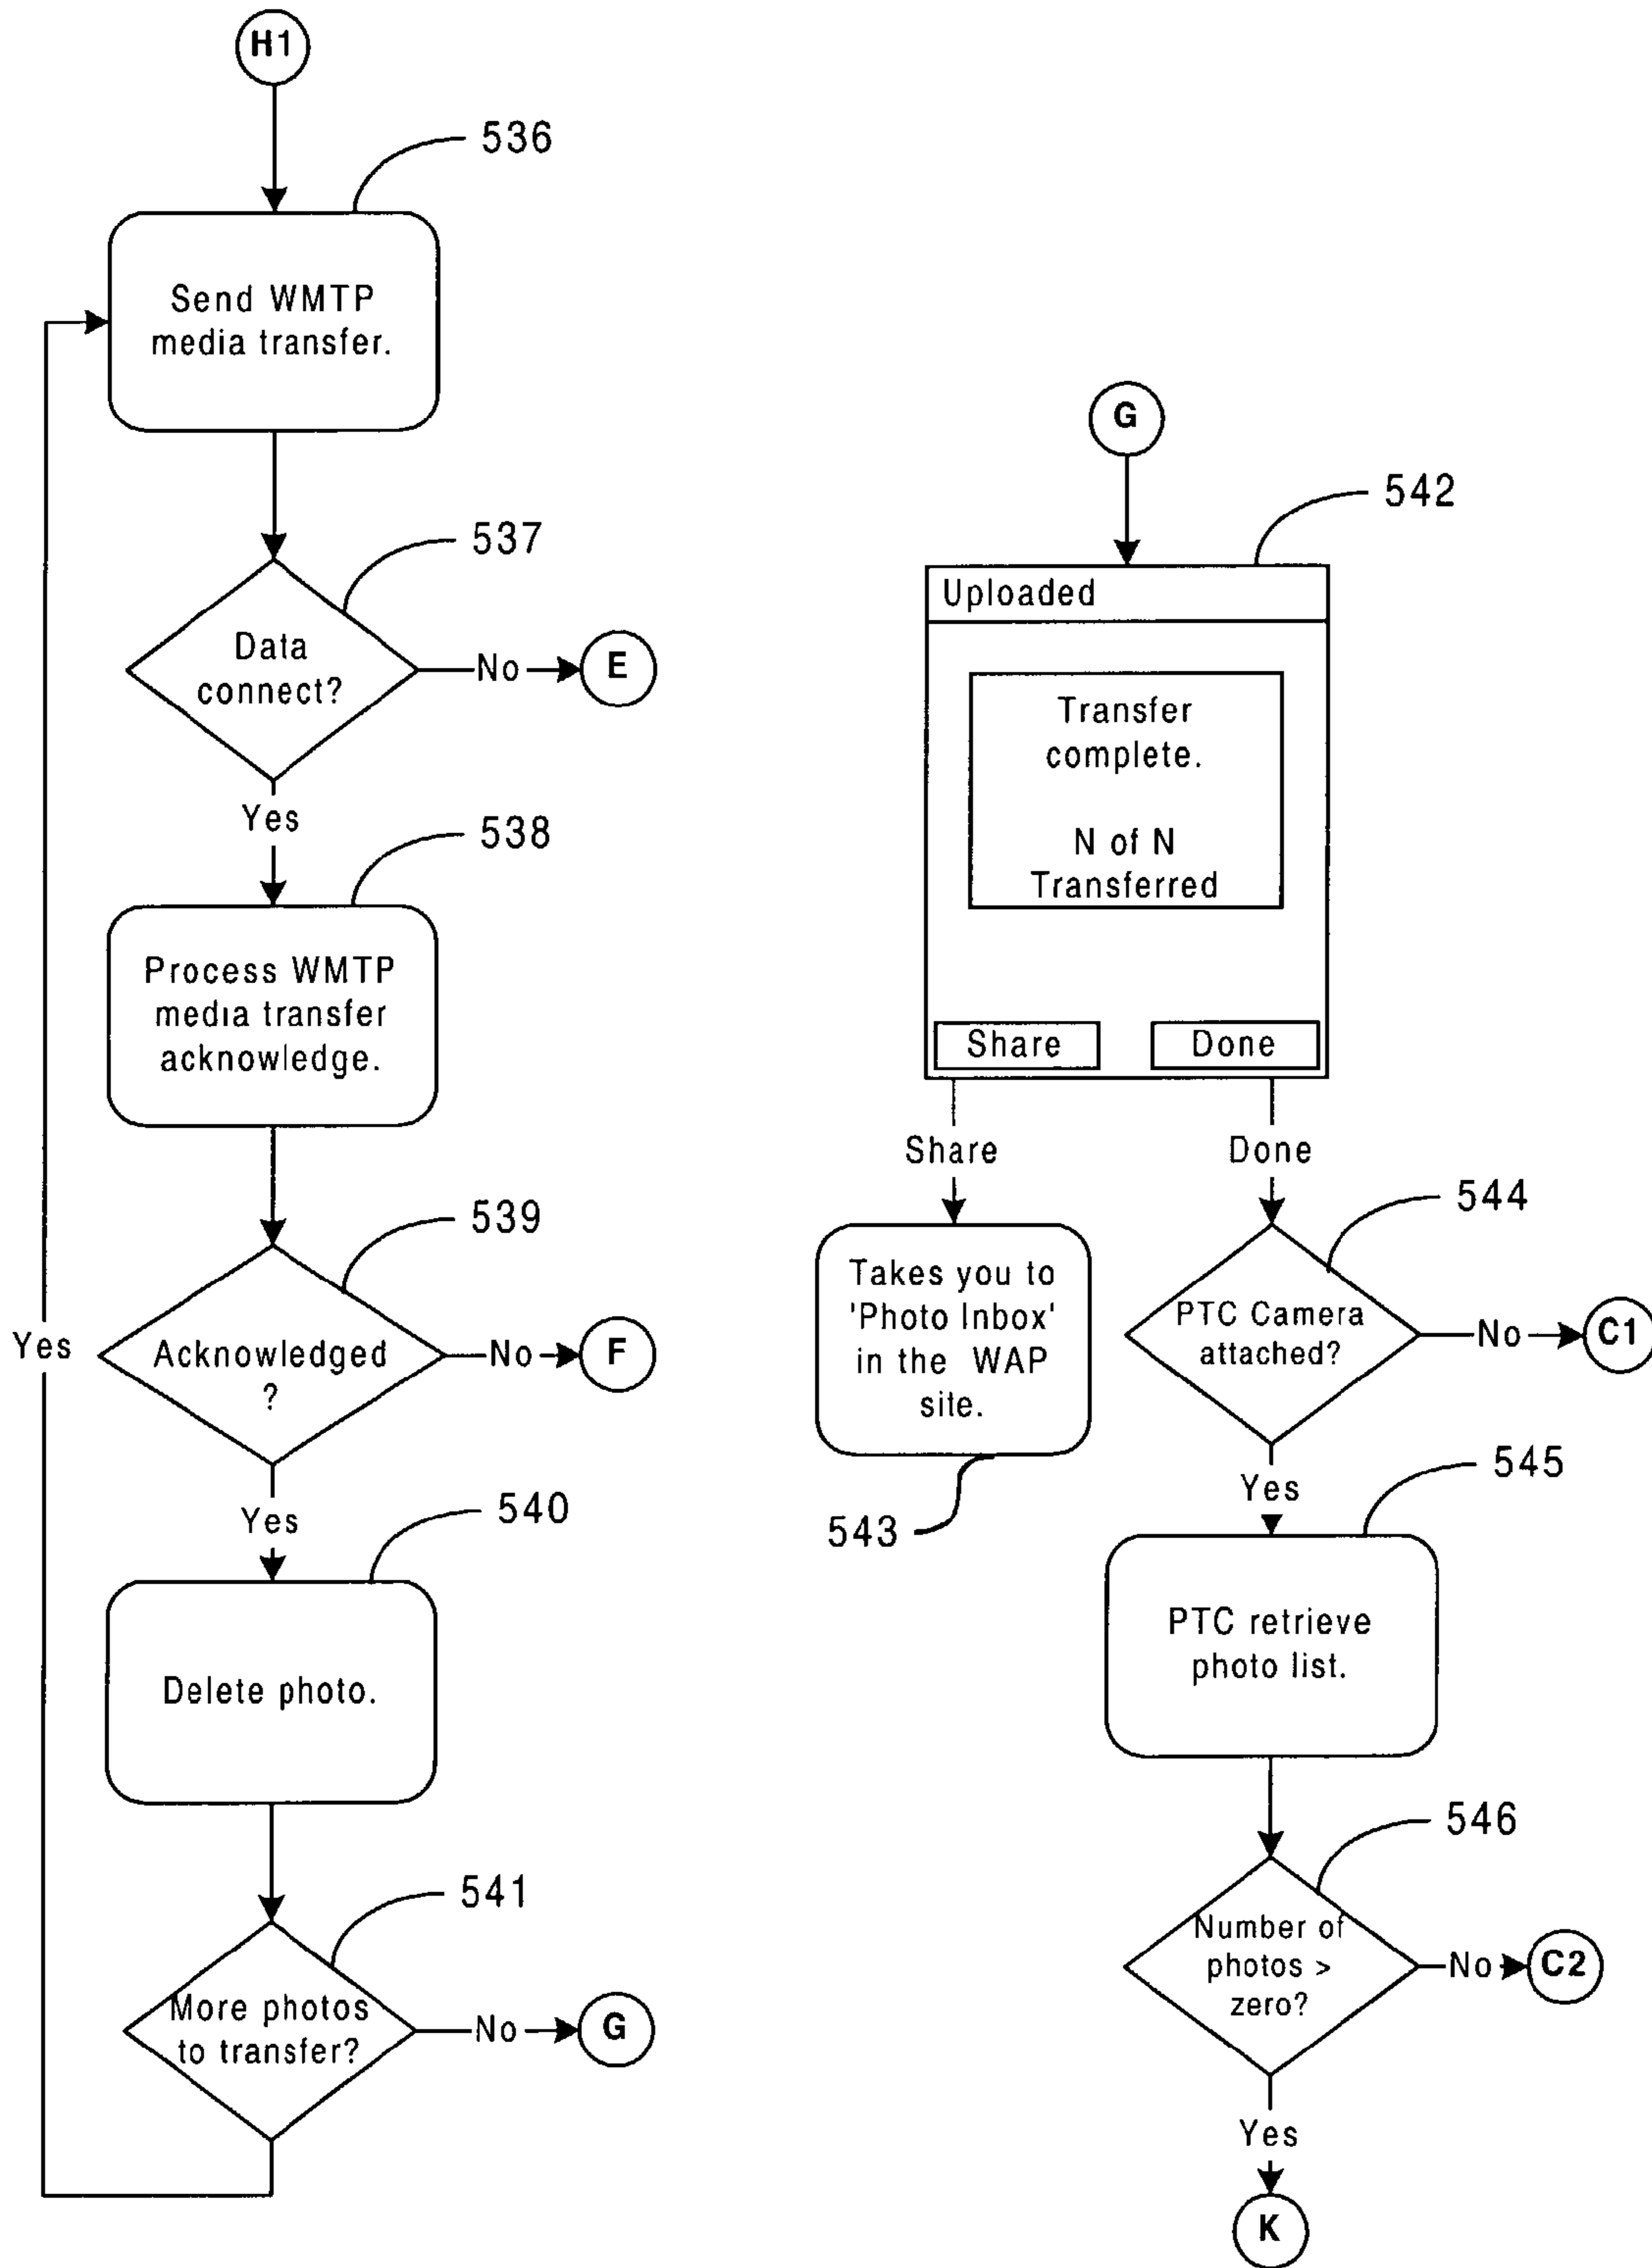 H1
536
Send WMTP
media transfer.
537
Data
connect?
No
E
Yes
538
Process WMTP
media transfer
acknowledge.
539
Acknowledged
?
No
F
Yes
Yes
540
Delete photo.
541
More photos
to transfer?
No
G
G
542
Uploaded
Transfer
complete.
N of N
Transferred
Share
Done
Share
Done
544
Takes you to
'Photo Inbox'
in the WAP
site.
543
PTC Camera
attached?
No
C1
Yes
545
PTC retrieve
photo list.
546
Number of
photos >
zero?
No
C2
Yes
K